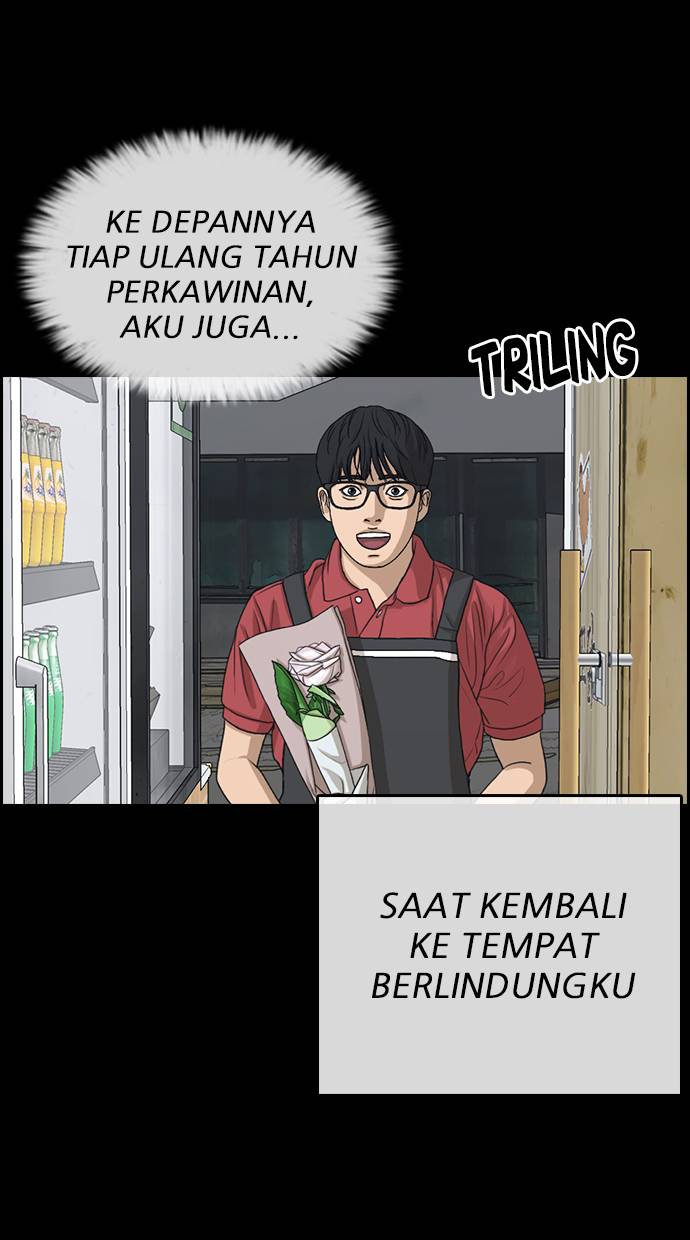 KE DEPANNYA
TIAP ULANG TAHUN
PERKAWINAN,
AKU JUGA...
TRILING
SAAT KEMBALI
KE TEMPAT
BERLINDUNGKU